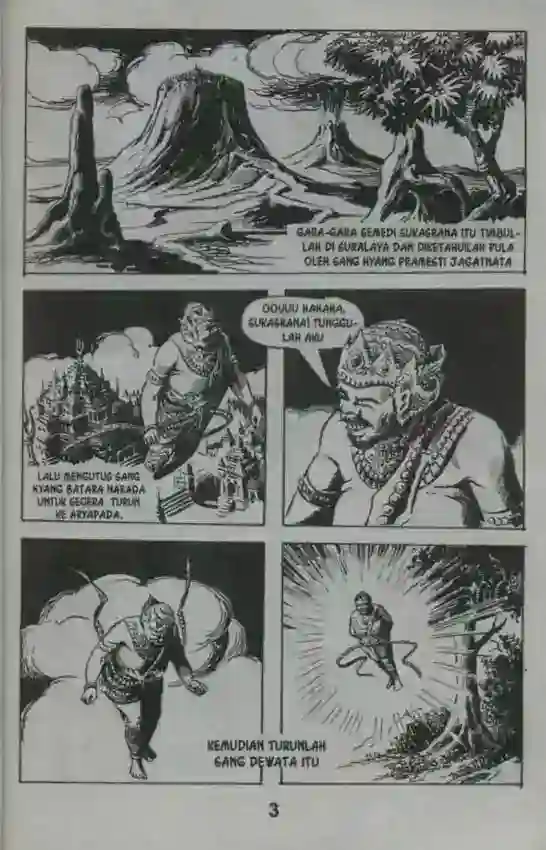 GARA-GARA SEMEDI SUKASRANA ITU TIMBUL-
LAH DI SURALAYA DAN DIKETAHUILAH PULA
OLEH SANG HYANG PRAMESTI JAGATNATA
LALU MENGUTUS SANG
HYANG BATARA NARADA
UNTUK SEGERA TURUN
KE ARYAPADA.
OOUUU HAHAHA,
SUKASRANA! TUNGGU-
LAH AKU
KEMUDIAN TURUNLAH
SANG DEWATA ITU
3